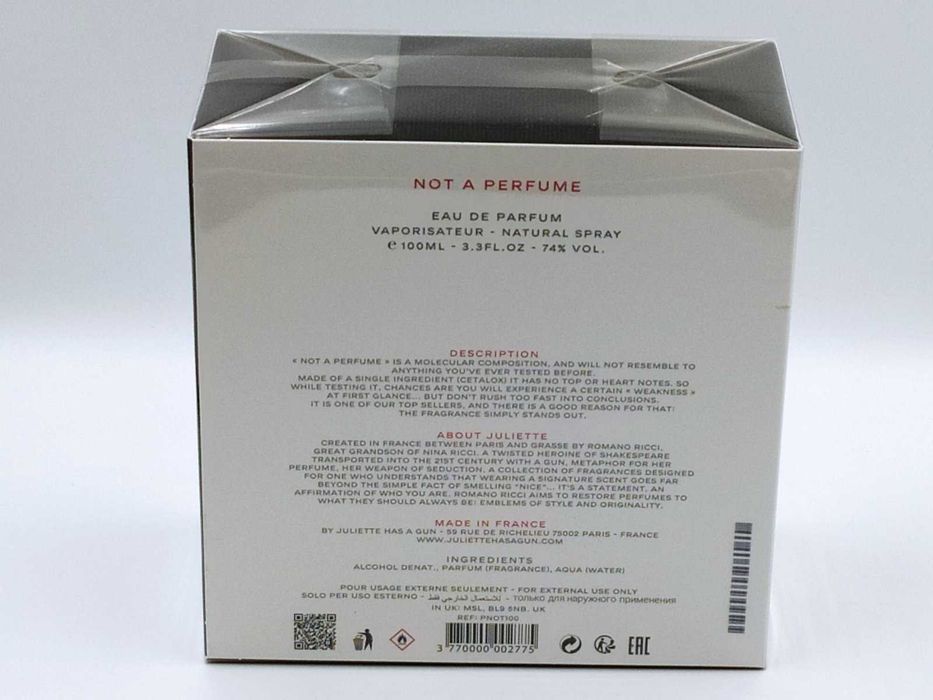 NOT A PERFUME
EAU DE PARFUM
VAPORISATEUR - NATURAL SPRAY
℮ 100ML - 3.3FL.OZ - 74% VOL.
DESCRIPTION
« NOT A PERFUME » IS A MOLECULAR COMPOSITION, AND WILL NOT RESEMBLE TO
ANYTHING YOU'VE EVER TESTED BEFORE.
MADE OF A SINGLE INGREDIENT (CETALOX) IT HAS NO TOP OR HEART NOTES. SO
WHILE TESTING IT, CHANCES ARE YOU WILL EXPERIENCE A CERTAIN « WEAKNESS »
AT FIRST GLANCE... BUT DON'T RUSH TOO FAST INTO CONCLUSIONS.
IT IS ONE OF OUR TOP SELLERS, AND THERE IS A GOOD REASON FOR THAT:
THE FRAGRANCE SIMPLY STANDS OUT.
ABOUT JULIETTE
CREATED IN FRANCE BETWEEN PARIS AND GRASSE BY ROMANO RICCI,
GREAT GRANDSON OF NINA RICCI, A TWISTED HEROINE OF SHAKESPEARE
TRANSPORTED INTO THE 21ST CENTURY WITH A GUN, METAPHOR FOR HER
PERFUME, HER WEAPON OF SEDUCTION. A COLLECTION OF FRAGRANCES DESIGNED
FOR ONE WHO UNDERSTANDS THAT WEARING A SIGNATURE SCENT GOES FAR
BEYOND THE SIMPLE FACT OF SMELLING "NICE"... IT'S A STATEMENT, AN
AFFIRMATION OF WHO YOU ARE. ROMANO RICCI AIMS TO RESTORE PERFUMES TO
WHAT THEY SHOULD ALWAYS BE: EMBLEMS OF STYLE AND ORIGINALITY.
MADE IN FRANCE
BY JULIETTE HAS A GUN - 59 RUE DE RICHELIEU 75002 PARIS - FRANCE
WWW.JULIETTEHASAGUN.COM
INGREDIENTS
ALCOHOL DENAT., PARFUM (FRAGRANCE), AQUA (WATER)
POUR USAGE EXTERNE SEULEMENT - FOR EXTERNAL USE ONLY
SOLO PER USO ESTERNO - للاستعمال الخارجي فقط - только для наружного применения
IN UK: MSL, BL9 5NB. UK
REF: PNOT100
3 770000 002775
EAC